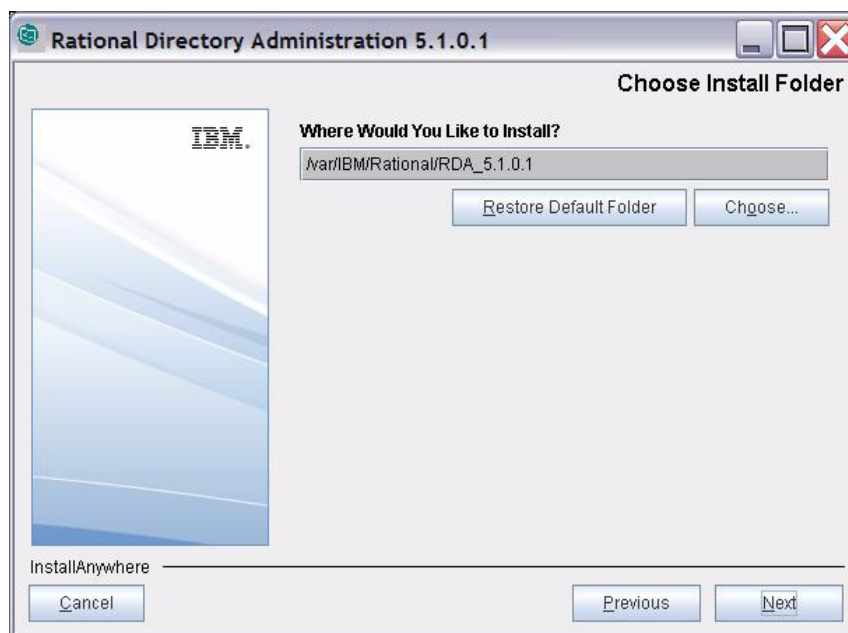 Rational Directory Administration 5.1.0.1
Choose Install Folder
IBM.
Where Would You Like to Install?
/var/IBM/Rational/RDA_5.1.0.1
Restore Default Folder Choose...
InstallAnywhere
Cancel Previous Next